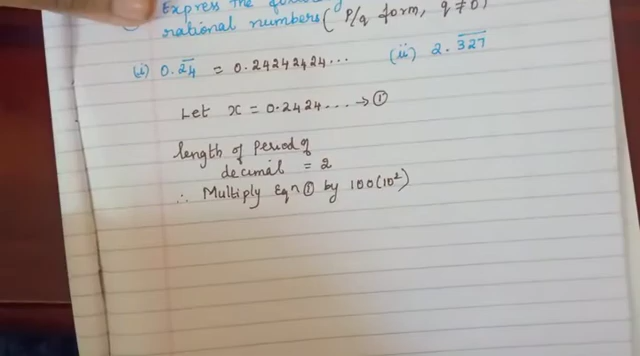 Express the
rational numbers ( P/q form, q ≠ 0 )
(i) 0.2̅4̅ = 0.24242424... (ii) 2.3̅2̅7̅
Let x = 0.2424.... → ①
length of period of
decimal = 2
∴ Multiply Eqn ① by 100(10²)